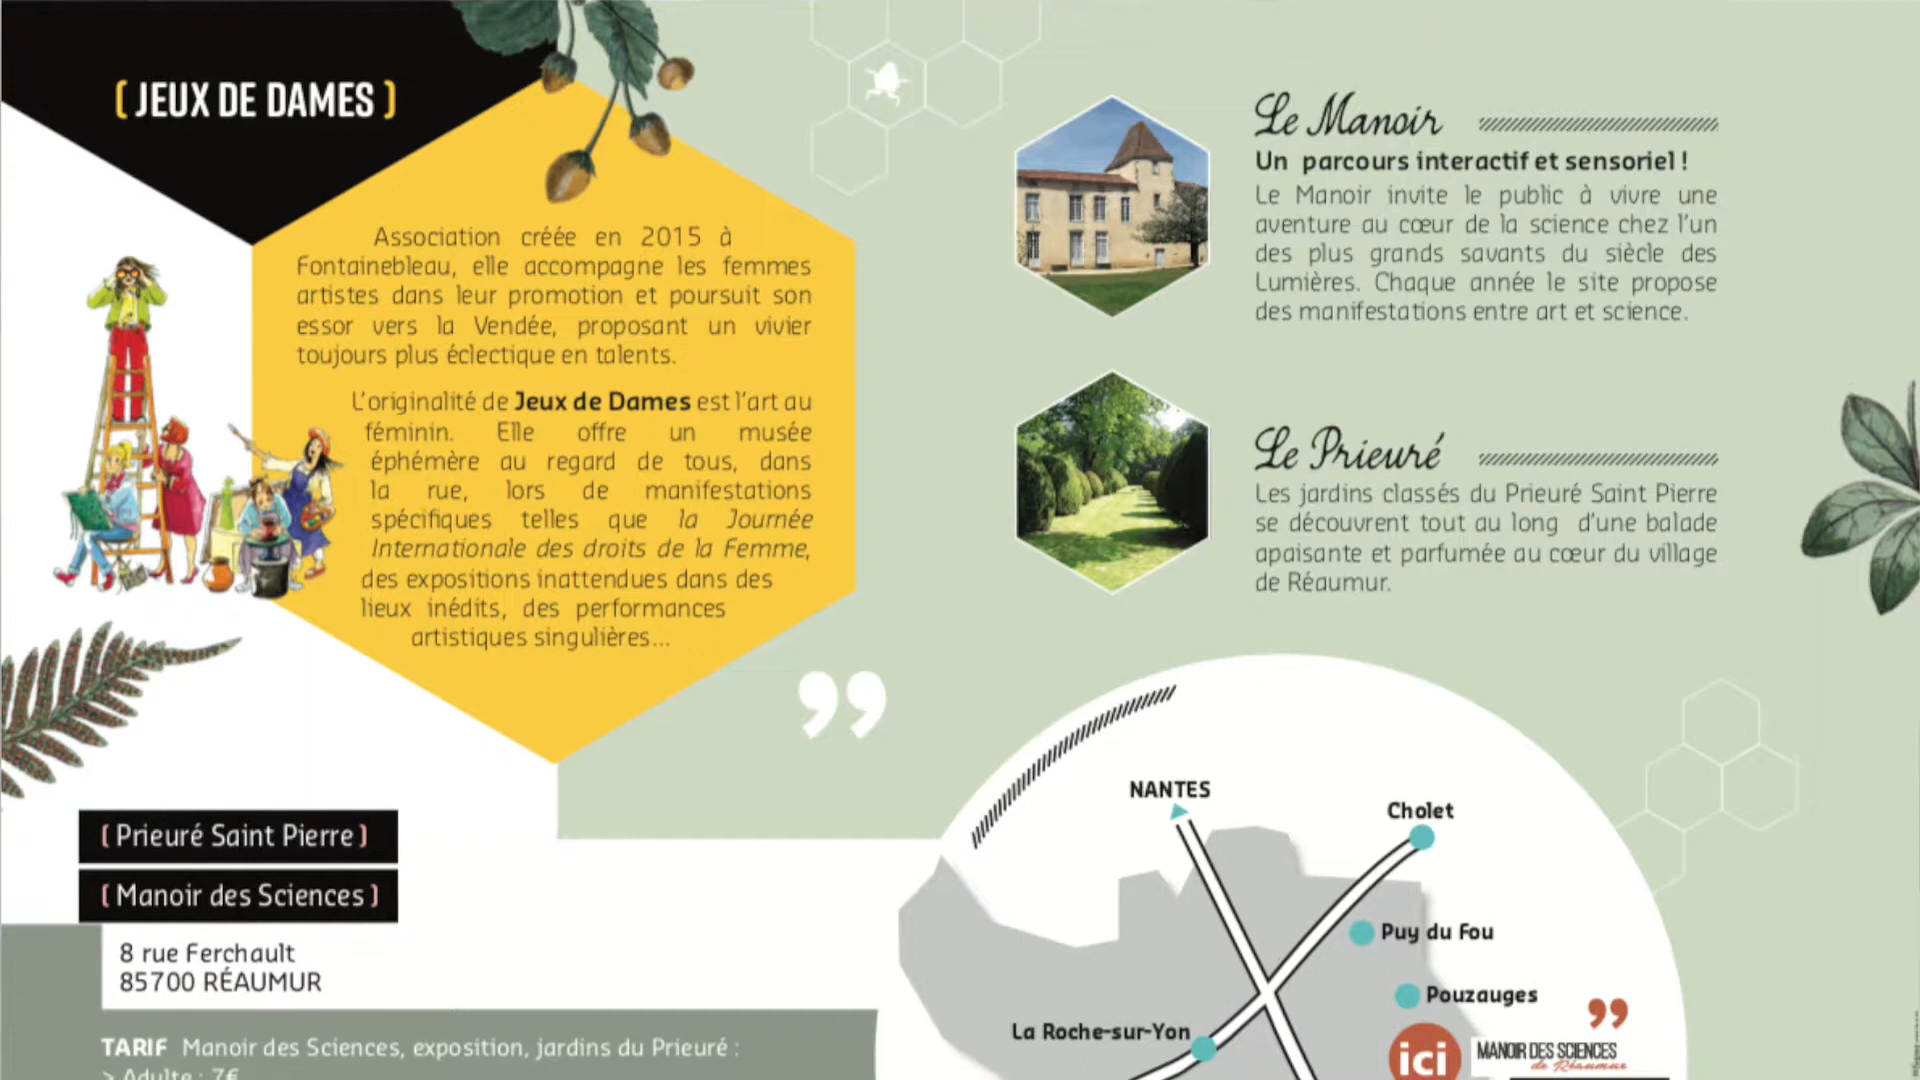 ( JEUX DE DAMES )
Association créée en 2015 à
Fontainebleau, elle accompagne les femmes
artistes dans leur promotion et poursuit son
essor vers la Vendée, proposant un vivier
toujours plus éclectique en talents.
L'originalité de Jeux de Dames est l'art au
féminin. Elle offre un musée
éphémère au regard de tous, dans
la rue, lors de manifestations
spécifiques telles que la Journée
Internationale des droits de la Femme,
des expositions inattendues dans des
lieux inédits, des performances
artistiques singulières...
”
( Prieuré Saint Pierre )
( Manoir des Sciences )
8 rue Ferchault
85700 RÉAUMUR
TARIF Manoir des Sciences, exposition, jardins du Prieuré :
> Adulte : 7€
Le Manoir
Un parcours interactif et sensoriel !
Le Manoir invite le public à vivre une
aventure au cœur de la science chez l'un
des plus grands savants du siècle des
Lumières. Chaque année le site propose
des manifestations entre art et science.
Le Prieuré
Les jardins classés du Prieuré Saint Pierre
se découvrent tout au long d'une balade
apaisante et parfumée au cœur du village
de Réaumur.
NANTES
Cholet
Puy du Fou
Pouzauges
La Roche-sur-Yon
ici
”
MANOIR DES SCIENCES
de Réaumur